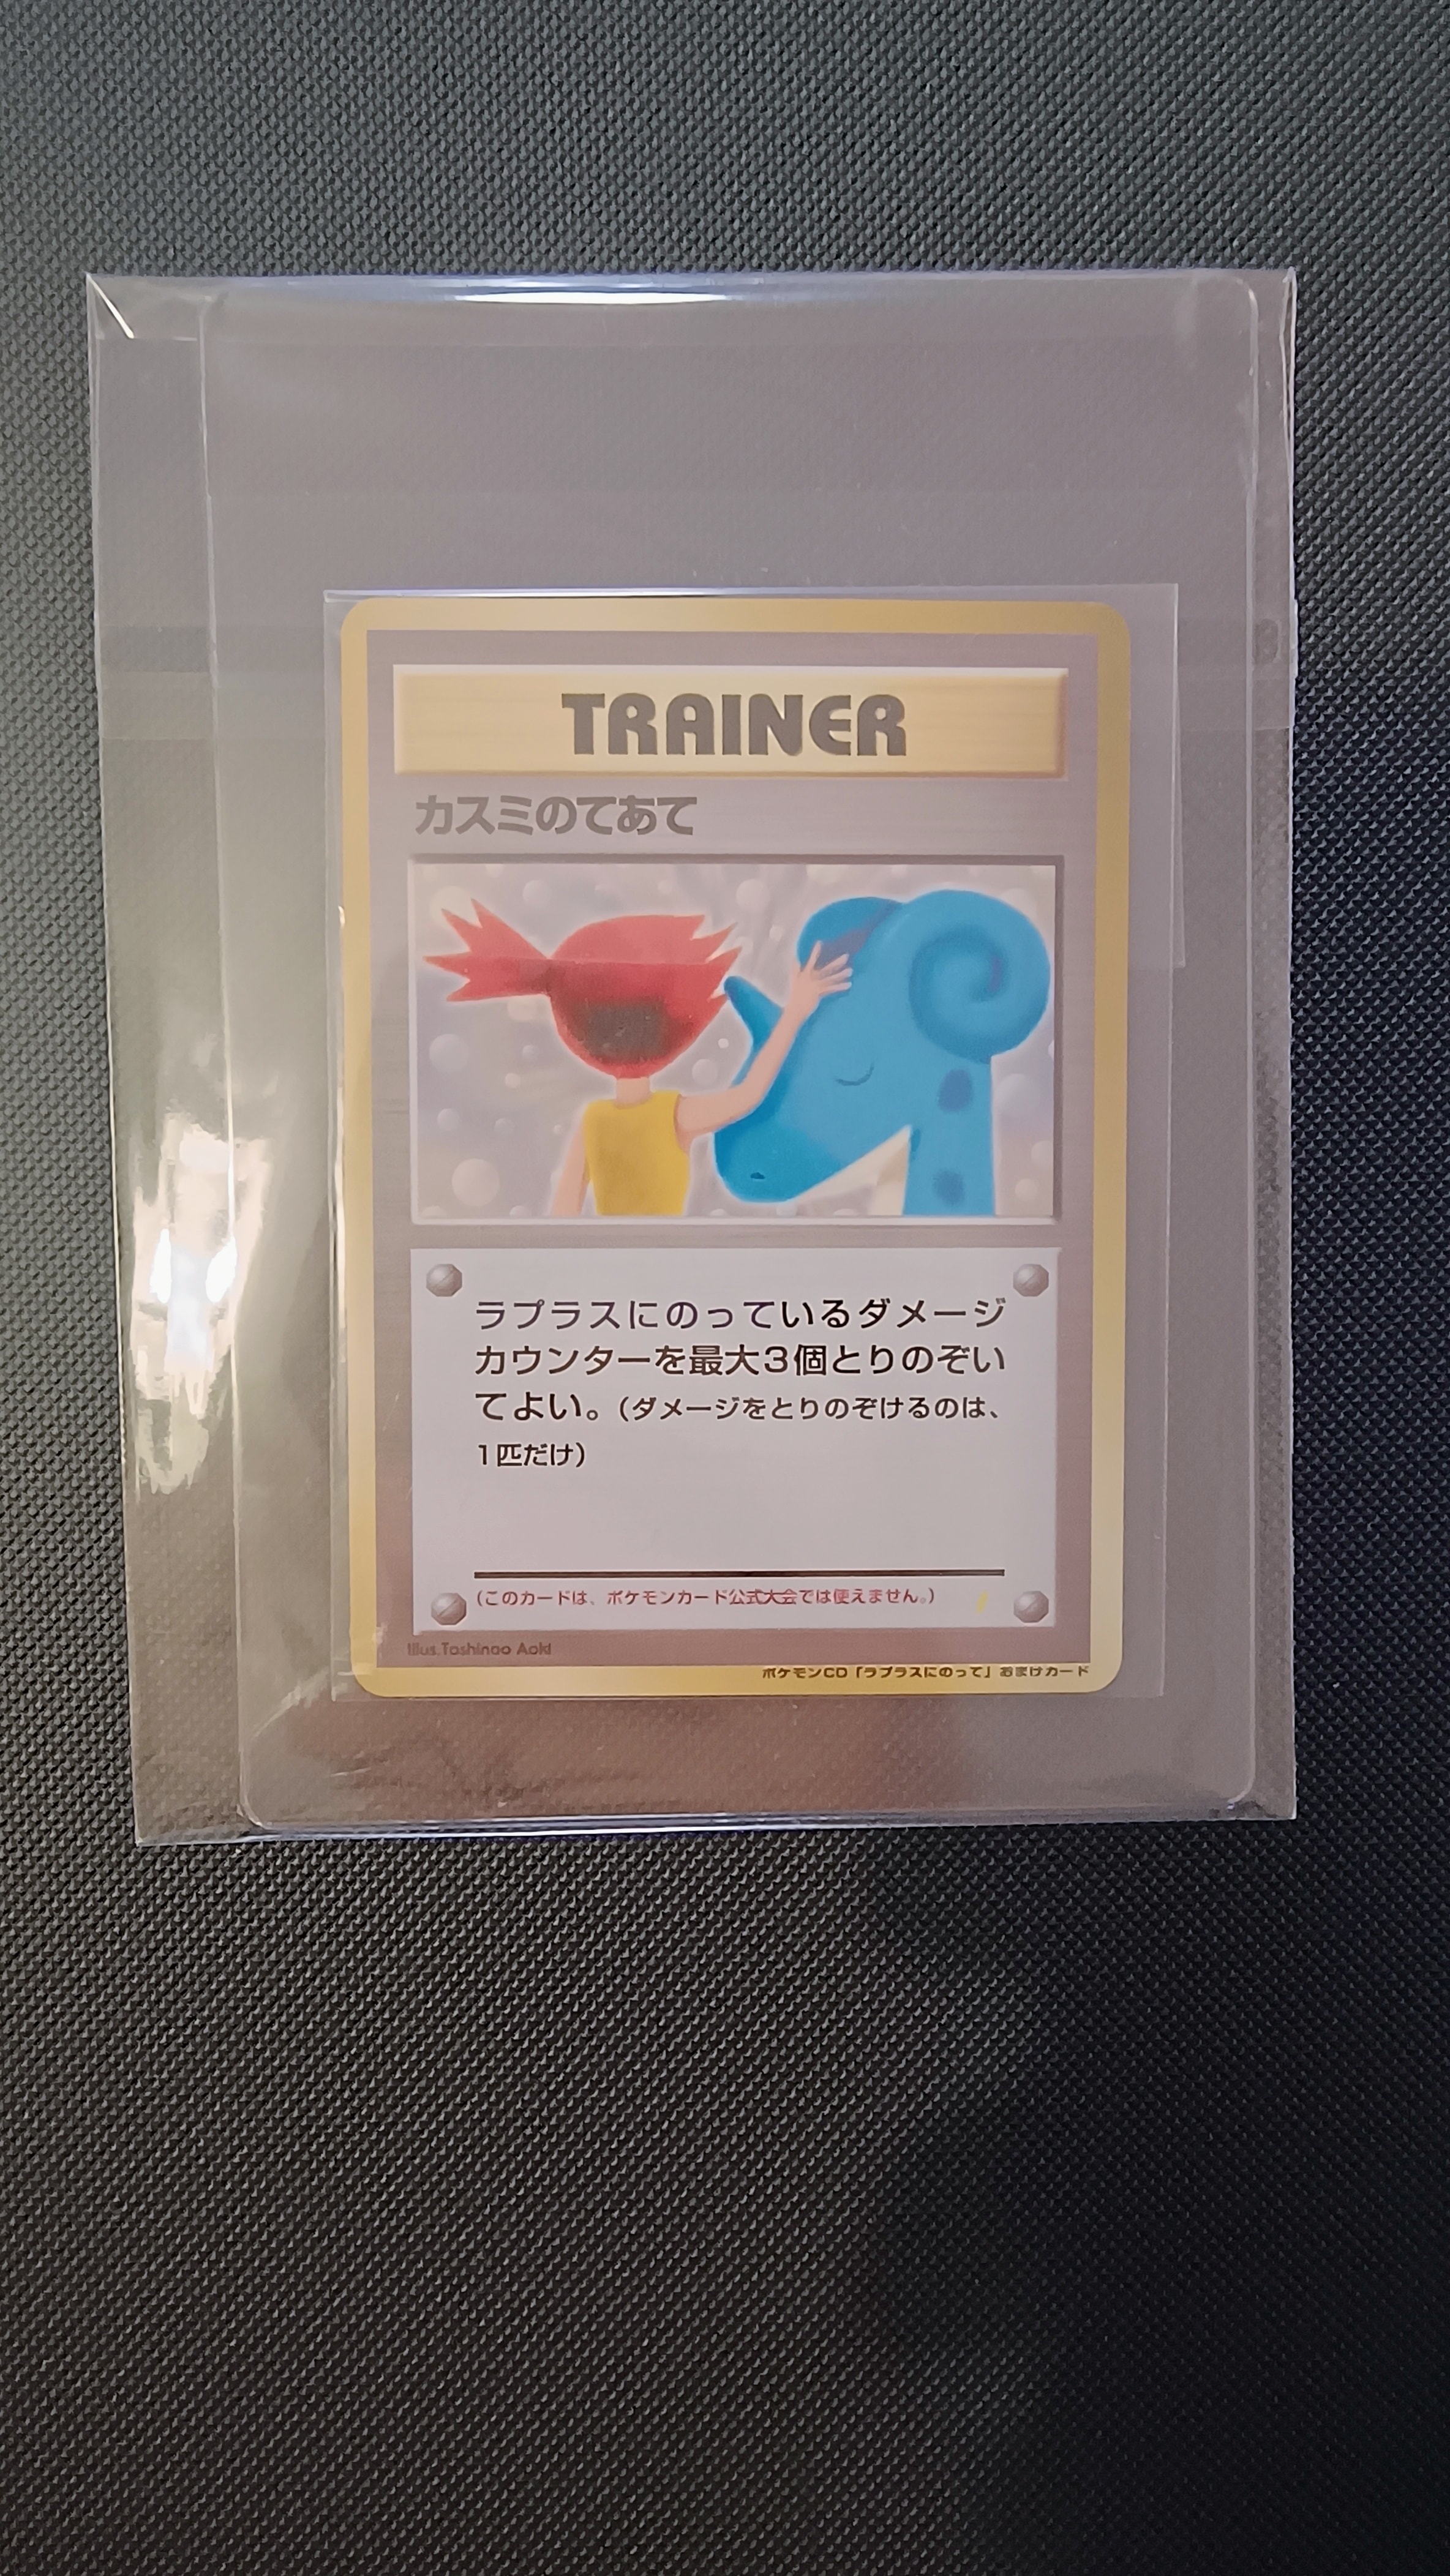 TRAINER
カスミのてあて
ラプラスにのっているダメージ
カウンターを最大3個とりのぞい
てよい。(ダメージをとりのぞけるのは、
1匹だけ)
(このカードは、ポケモンカード公式大会では使えません。)
Illus.Toshinao Aoki
ポケモンCD「ラプラスにのって」おまけカード